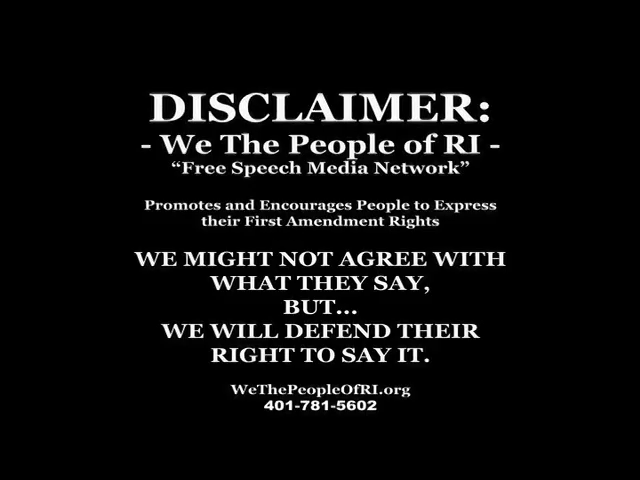 DISCLAIMER:
- We The People of RI -
“Free Speech Media Network”
Promotes and Encourages People to Express
their First Amendment Rights
WE MIGHT NOT AGREE WITH
WHAT THEY SAY,
BUT...
WE WILL DEFEND THEIR
RIGHT TO SAY IT.
WeThePeopleOfRI.org
401-781-5602